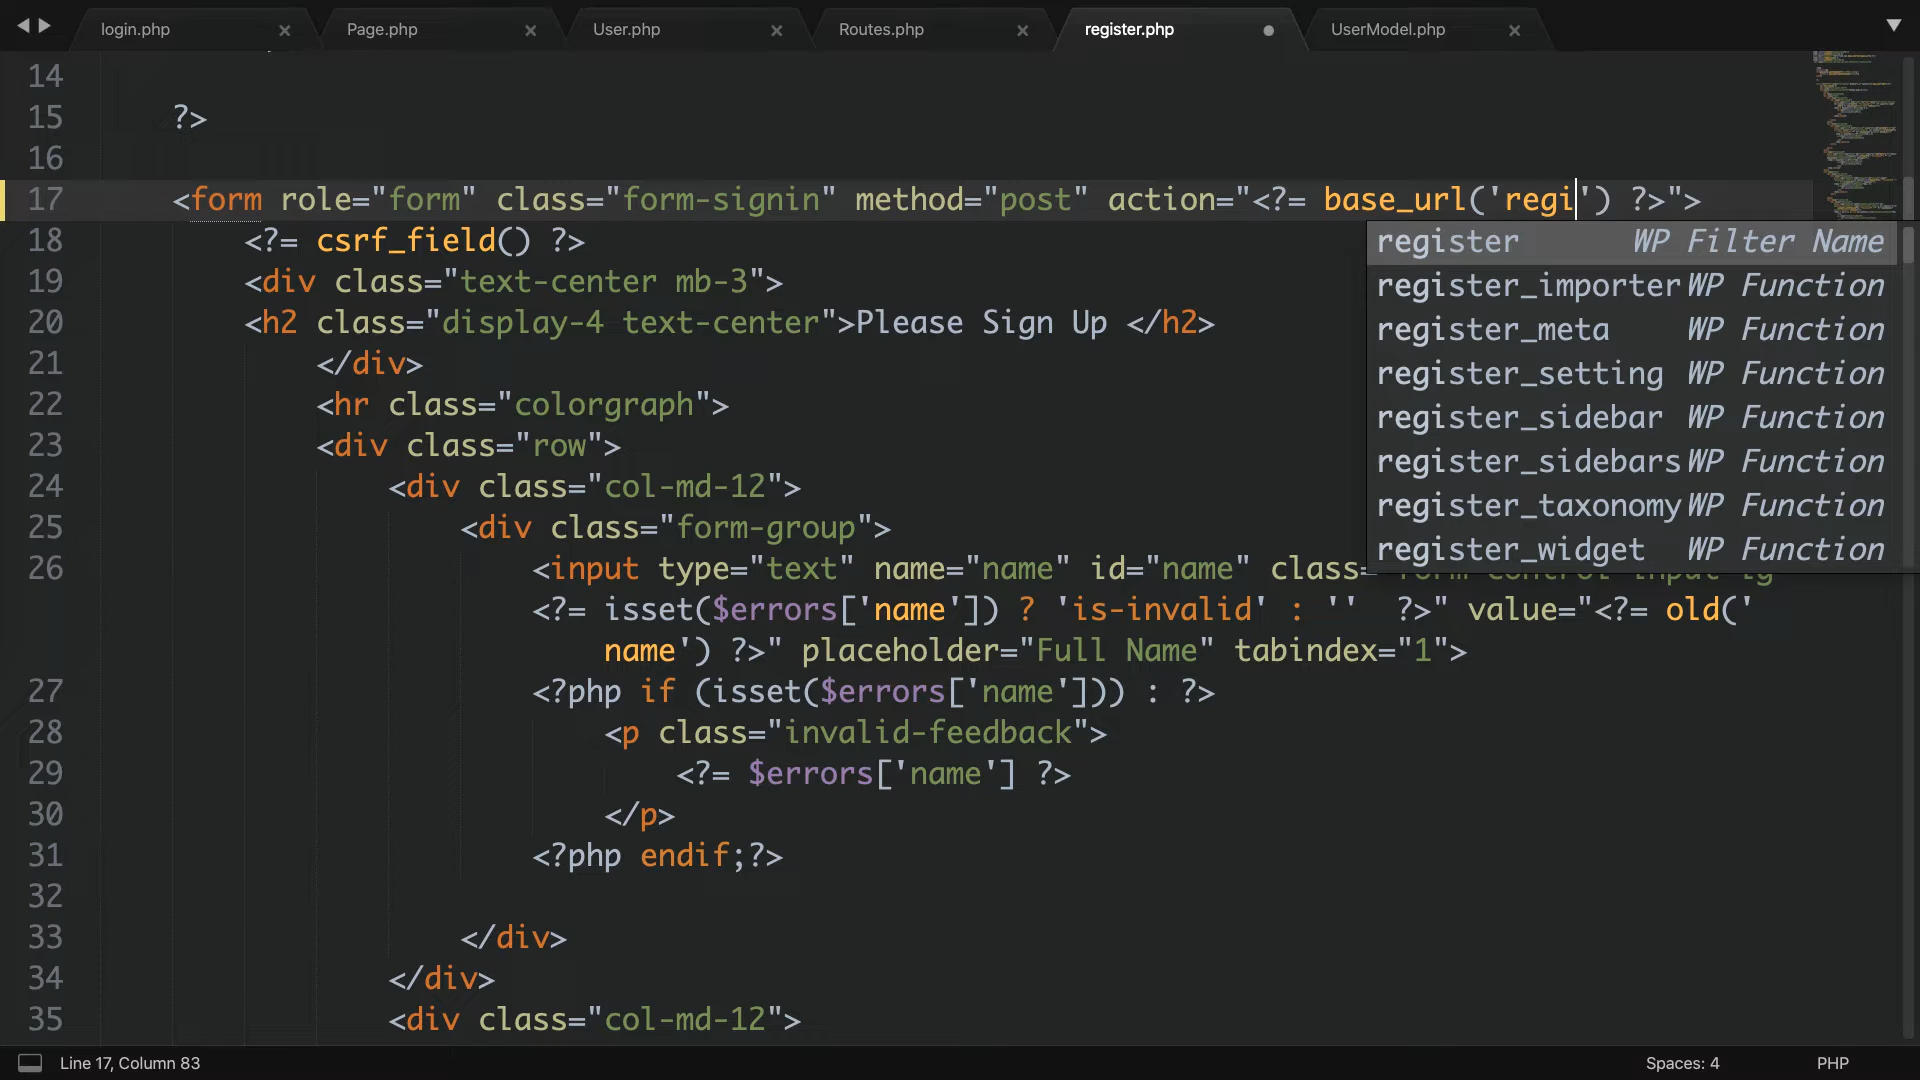 login.php × Page.php × User.php × Routes.php × register.php ● UserModel.php ×
14
15 ?>
16
17 <form role="form" class="form-signin" method="post" action="<?= base_url('regi') ?>">
register WP Filter Name
18 <?= csrf_field() ?>
register_importer WP Function
19 <div class="text-center mb-3">
register_meta WP Function
20 <h2 class="display-4 text-center">Please Sign Up </h2>
register_setting WP Function
21 </div>
register_sidebar WP Function
22 <hr class="colorgraph">
register_sidebars WP Function
23 <div class="row">
register_taxonomy WP Function
24 <div class="col-md-12">
register_widget WP Function
25 <div class="form-group">
26 <input type="text" name="name" id="name" class=
<?= isset($errors['name']) ? 'is-invalid' : '' ?>" value="<?= old('
name') ?>" placeholder="Full Name" tabindex="1">
27 <?php if (isset($errors['name'])) : ?>
28 <p class="invalid-feedback">
29 <?= $errors['name'] ?>
30 </p>
31 <?php endif;?>
32
33 </div>
34 </div>
35 <div class="col-md-12">
Line 17, Column 83 Spaces: 4 PHP